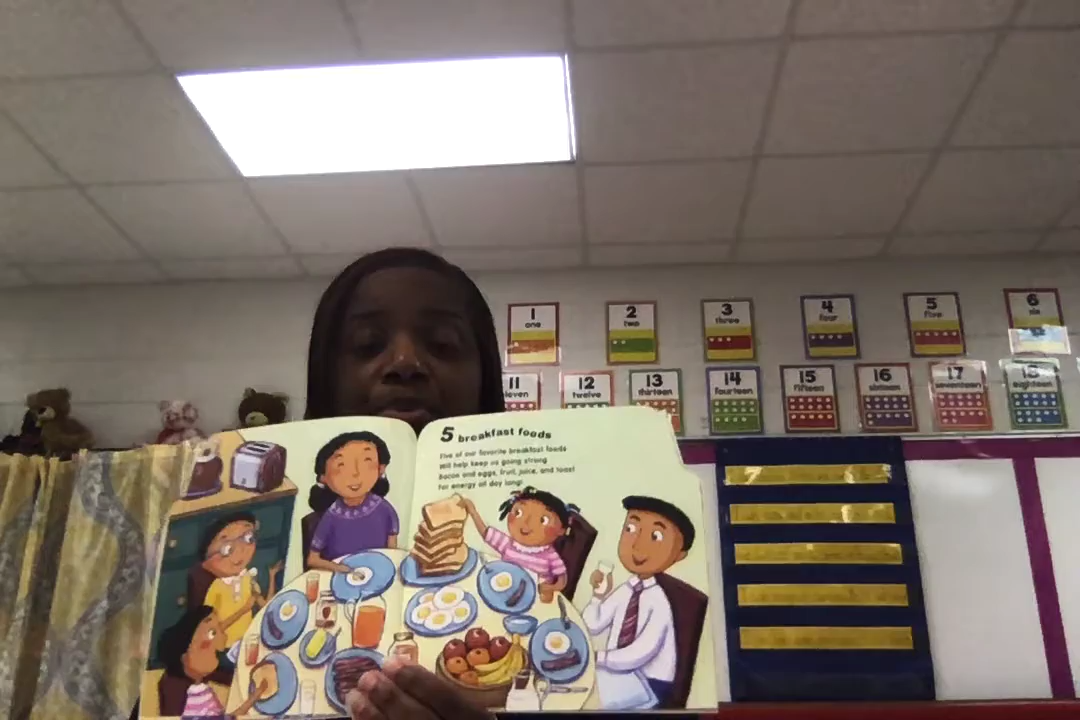 1
one
2
two
3
three
4
four
5
five
6
six
11
eleven
12
twelve
13
thirteen
14
fourteen
15
fifteen
16
sixteen
17
seventeen
18
eighteen
5 breakfast foods
Five of our favorite breakfast foods
Will help keep us going strong
Bacon and eggs, fruit, juice, and toast
For energy all day long!